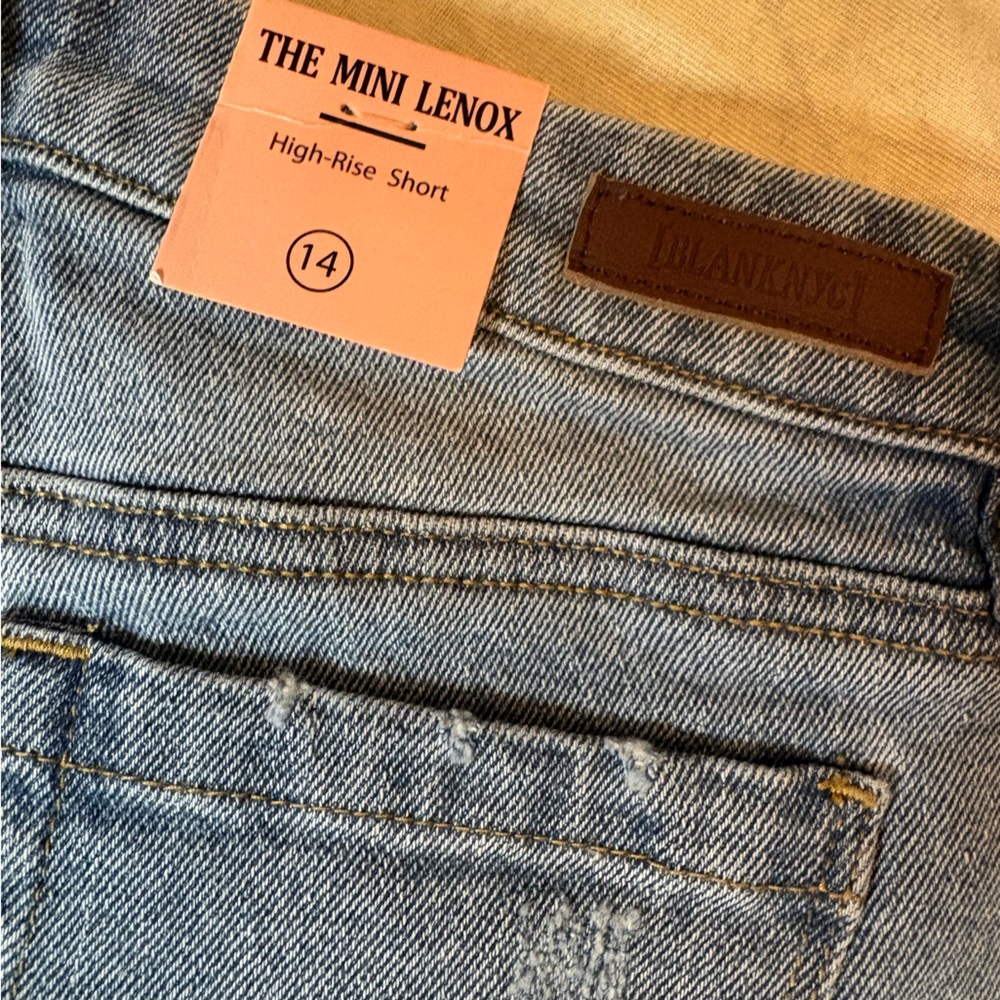 THE MINI LENOX
High-Rise Short
14
[BLANKNYC]